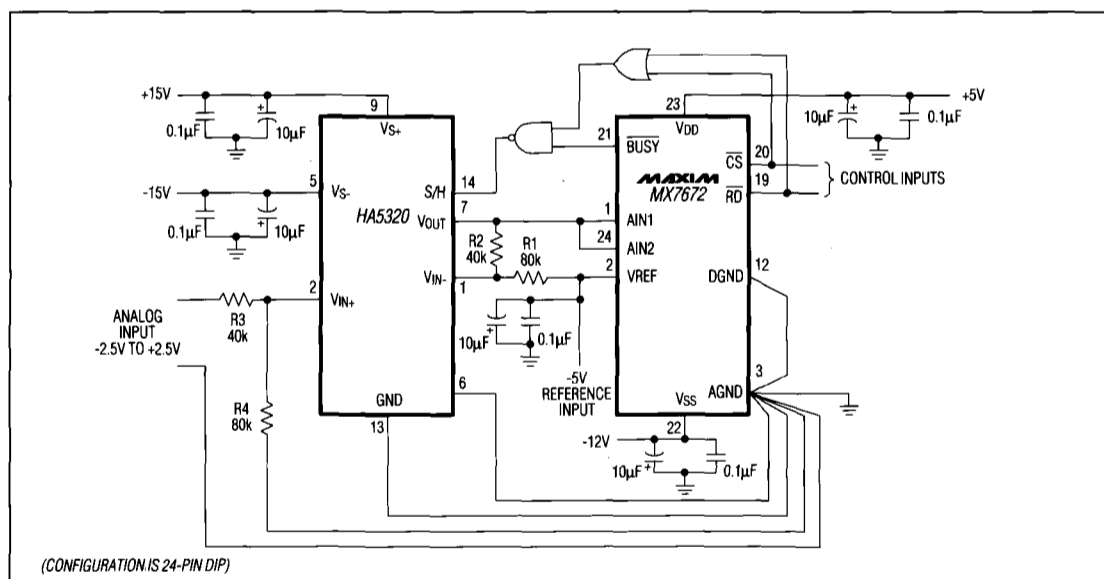 +15V
0.1µF
+
10µF
9
VS+
-15V
0.1µF
+
10µF
5
VS-
HA5320
14
S/H
7
VOUT
VIN-
1
2
VIN+
R3
40k
ANALOG
INPUT
-2.5V TO +2.5V
R4
80k
GND
13
6
R2
40k
R1
80k
10µF
+
0.1µF
-5V
REFERENCE
INPUT
21
BUSY
23
VDD
MAXIM
MX7672
1
AIN1
24
AIN2
2
VREF
CS
20
RD
19
CONTROL INPUTS
DGND
12
AGND
3
VSS
22
-12V
10µF
+
0.1µF
+5V
10µF
+
0.1µF
(CONFIGURATION IS 24-PIN DIP)